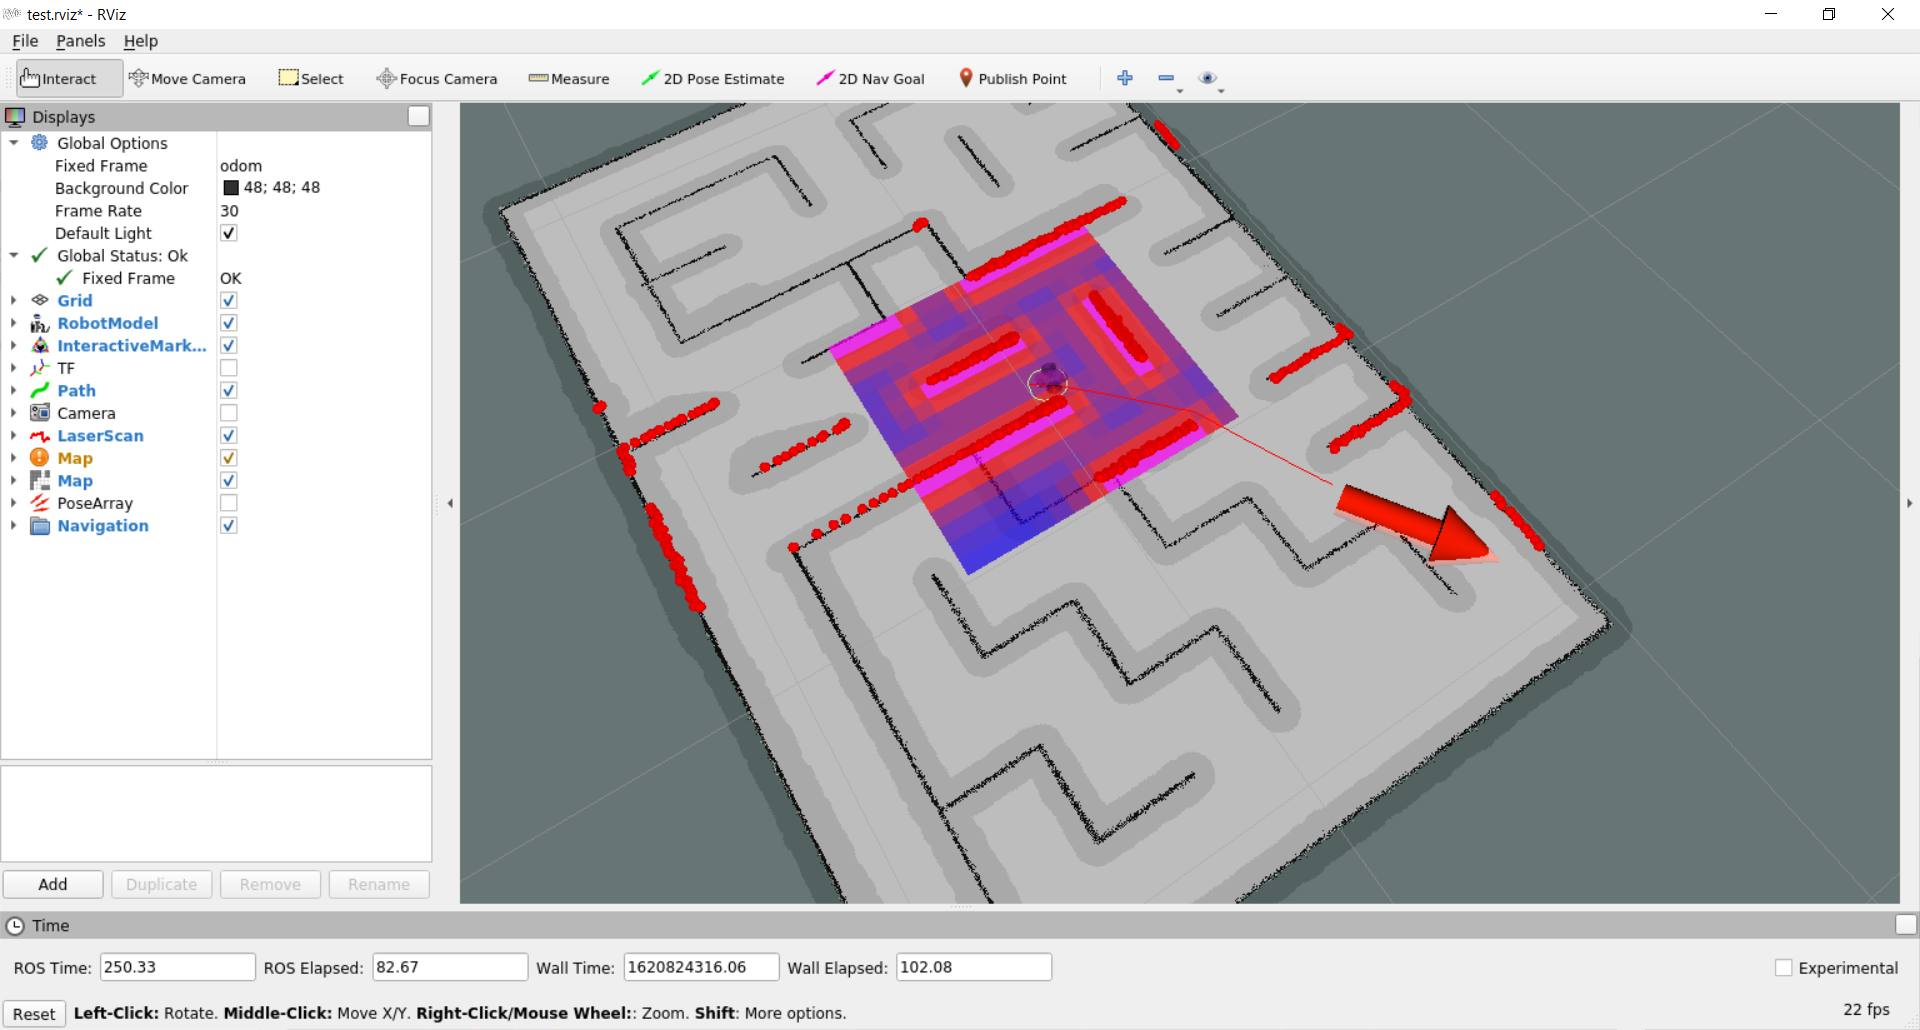 test.rviz* - RViz
File Panels Help
Interact Move Camera Select Focus Camera Measure 2D Pose Estimate 2D Nav Goal Publish Point
Displays
Global Options
Fixed Frame odom
Background Color 48; 48; 48
Frame Rate 30
Default Light
Global Status: Ok
Fixed Frame OK
Grid
RobotModel
InteractiveMark...
TF
Path
Camera
LaserScan
Map
Map
PoseArray
Navigation
Add Duplicate Remove Rename
Time
ROS Time: 250.33 ROS Elapsed: 82.67 Wall Time: 1620824316.06 Wall Elapsed: 102.08 Experimental
Reset Left-Click: Rotate. Middle-Click: Move X/Y. Right-Click/Mouse Wheel:: Zoom. Shift: More options. 22 fps